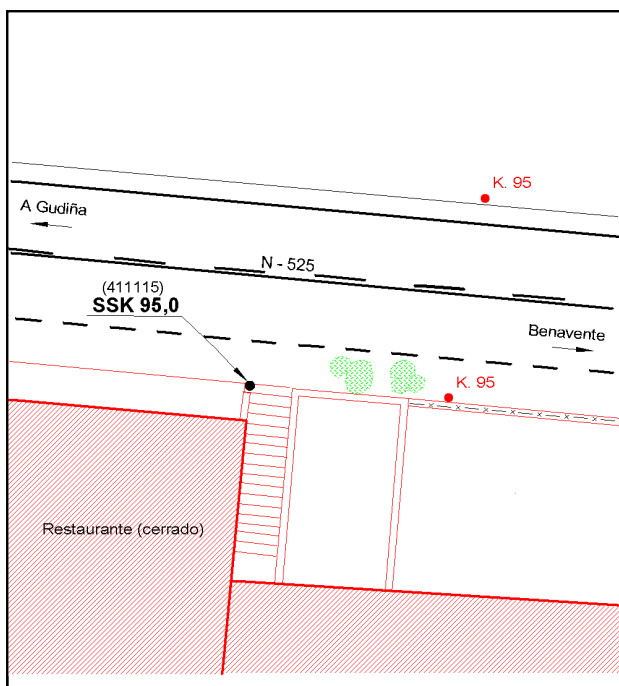 K. 95
A Gudiña
N - 525
(411115)
SSK 95,0
Benavente
K. 95
Restaurante (cerrado)